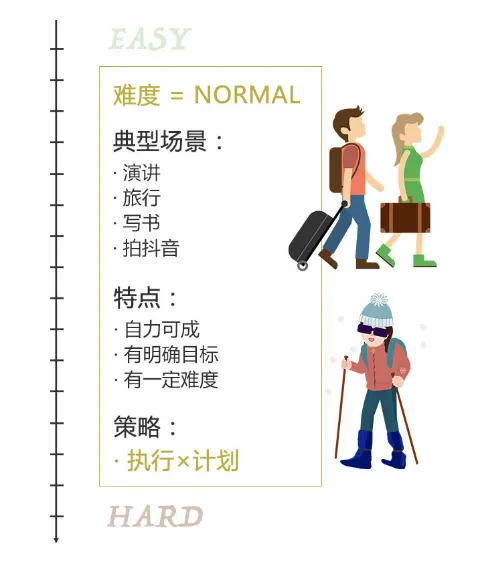 EASY
难度 = NORMAL
典型场景：
· 演讲
· 旅行
· 写书
· 拍抖音
特点：
· 自力可成
· 有明确目标
· 有一定难度
策略：
· 执行×计划
HARD